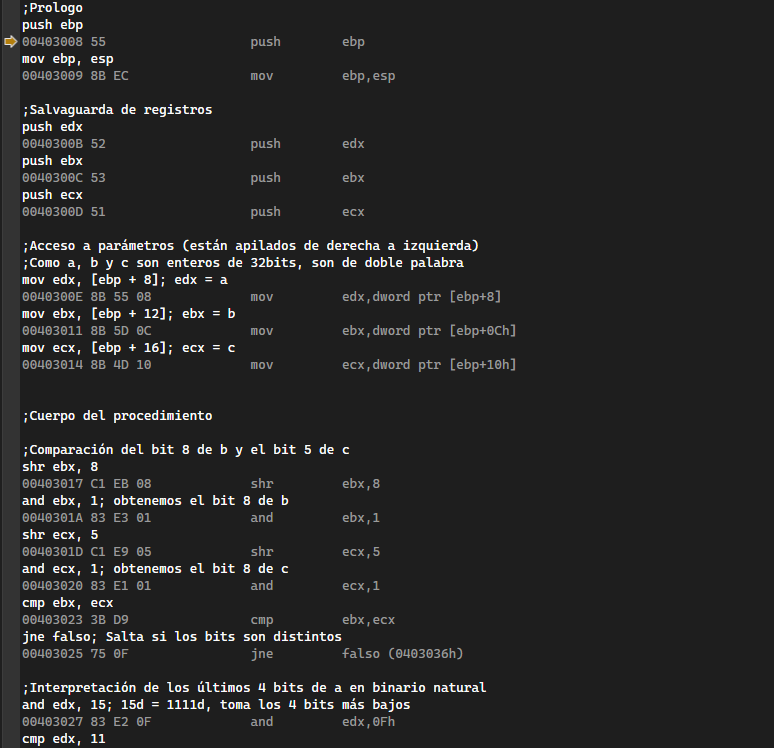 ;Prologo
push ebp
00403008 55 push ebp
mov ebp, esp
00403009 8B EC mov ebp,esp
;Salvaguarda de registros
push edx
0040300B 52 push edx
push ebx
0040300C 53 push ebx
push ecx
0040300D 51 push ecx
;Acceso a parámetros (están apilados de derecha a izquierda)
;Como a, b y c son enteros de 32bits, son de doble palabra
mov edx, [ebp + 8]; edx = a
0040300E 8B 55 08 mov edx,dword ptr [ebp+8]
mov ebx, [ebp + 12]; ebx = b
00403011 8B 5D 0C mov ebx,dword ptr [ebp+0Ch]
mov ecx, [ebp + 16]; ecx = c
00403014 8B 4D 10 mov ecx,dword ptr [ebp+10h]
;Cuerpo del procedimiento
;Comparación del bit 8 de b y el bit 5 de c
shr ebx, 8
00403017 C1 EB 08 shr ebx,8
and ebx, 1; obtenemos el bit 8 de b
0040301A 83 E3 01 and ebx,1
shr ecx, 5
0040301D C1 E9 05 shr ecx,5
and ecx, 1; obtenemos el bit 8 de c
00403020 83 E1 01 and ecx,1
cmp ebx, ecx
00403023 3B D9 cmp ebx,ecx
jne falso; Salta si los bits son distintos
00403025 75 0F jne falso (0403036h)
;Interpretación de los últimos 4 bits de a en binario natural
and edx, 15; 15d = 1111d, toma los 4 bits más bajos
00403027 83 E2 0F and edx,0Fh
cmp edx, 11